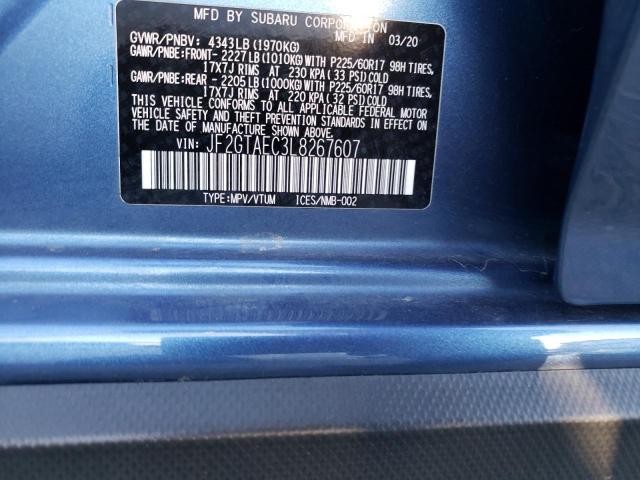 MFD BY SUBARU CORPORATION
GVWR/PNBV: 4343LB(1970KG) MFD IN 03/20
GAWR/PNBE:FRONT-2227LB(1010KG)WITH P225/60R17 98H TIRES,
17x7J RIMS AT 230 KPA(33 PSI)COLD
GAWR/PNBE:REAR -2205LB(1000KG)WITH P225/60R17 98H TIRES,
17x7J RIMS AT 220 KPA(32 PSI)COLD
THIS VEHICLE CONFORMS TO ALL APPLICABLE FEDERAL MOTOR
VEHICLE SAFETY AND THEFT PREVENTION STANDARDS IN EFFECT
ON THE DATE OF MANUFACTURE SHOWN ABOVE.
VIN: JF2GTAEC3L8267607
TYPE:MPV/VTUM ICES/NMB-002